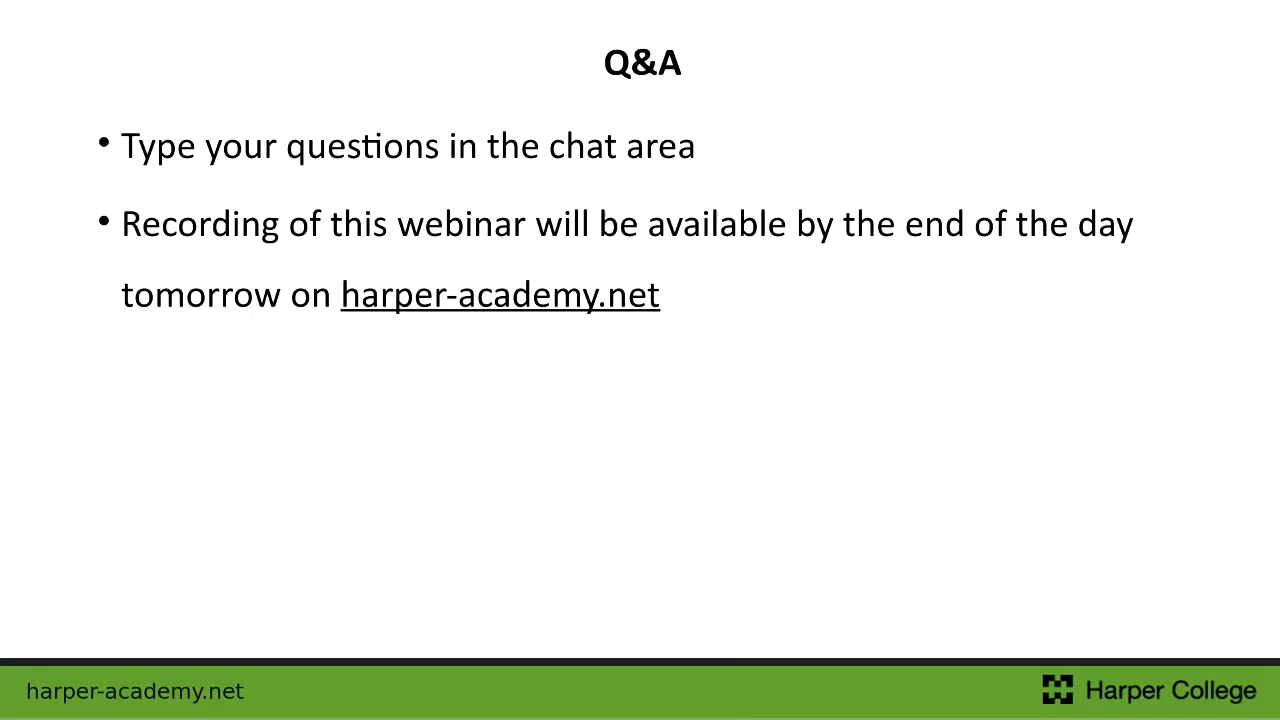 Q&A
• Type your questions in the chat area
• Recording of this webinar will be available by the end of the day
tomorrow on harper-academy.net
harper-academy.net
Harper College